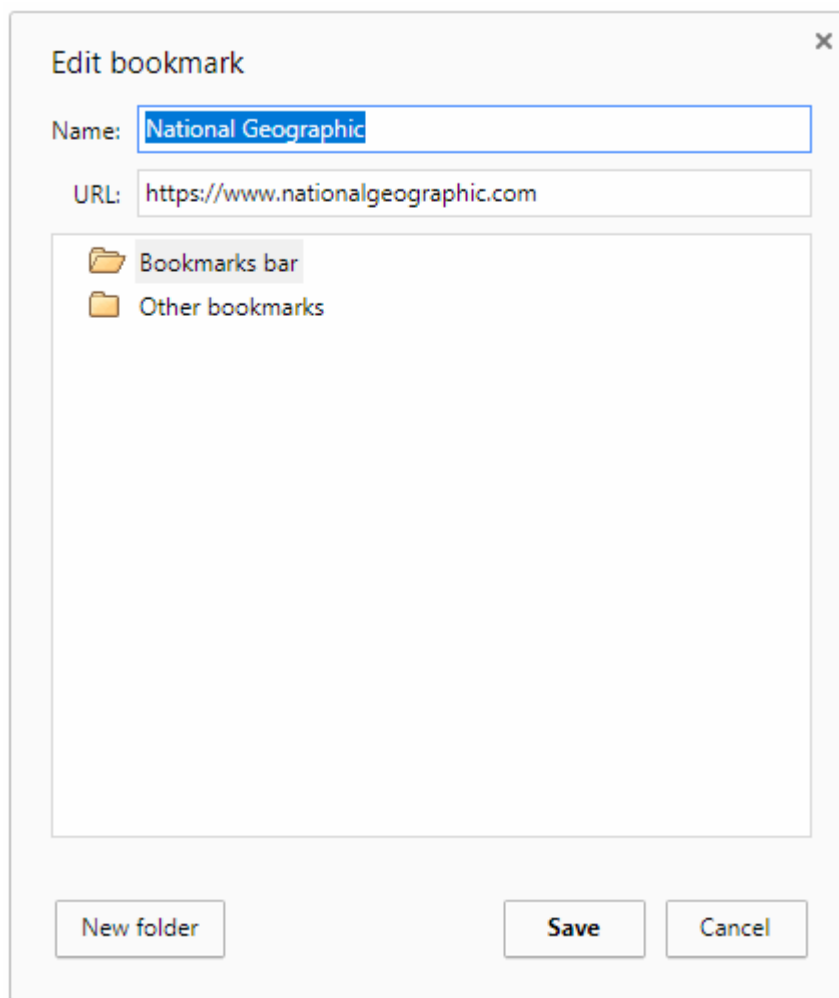 Edit bookmark
Name: National Geographic
URL: https://www.nationalgeographic.com
Bookmarks bar
Other bookmarks
New folder Save Cancel